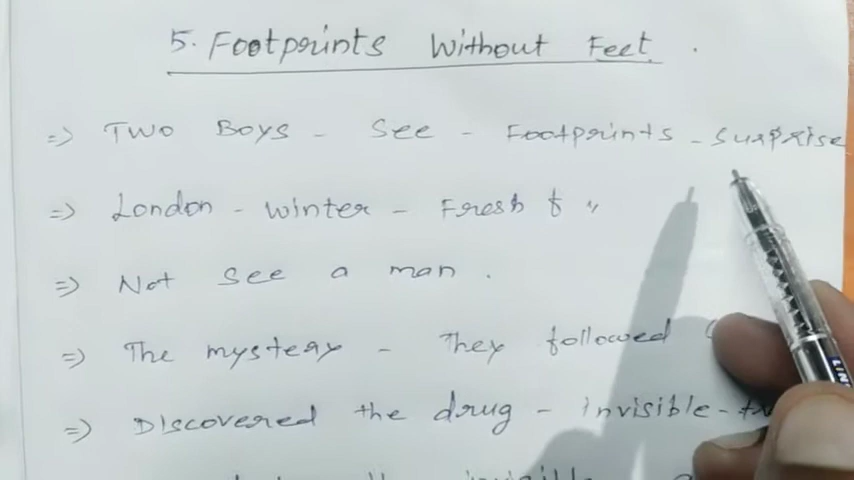 5. Footprints Without Feet.
=> Two Boys - See - Footprints - Surprise
=> London - Winter - Fresh f "
=> Not See a man.
=> The mystery - They followed
=> Discovered the drug - invisible -